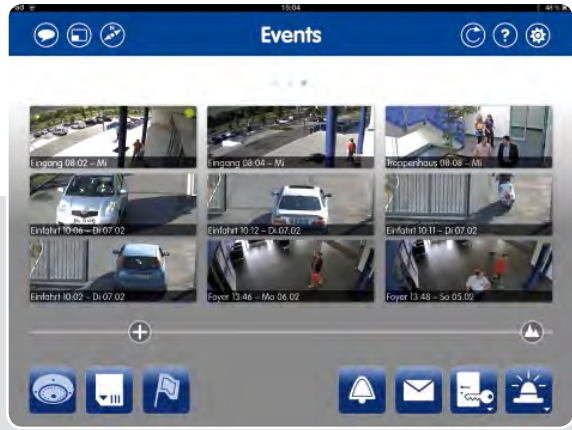 ad
15:04
48 %
Events
?
Eingang 08:02 – Mi
Eingang 08:04 – Mi
Treppenhaus 08:08 – Mi
Einfahrt 10:06 – Di 07.02
Einfahrt 10:12 – Di 07.02
Einfahrt 10:11 – Di 07.02
Einfahrt 10:02 – Di 07.02
Foyer 13:46 – Mo 06.02
Foyer 13:48 – So 05.02